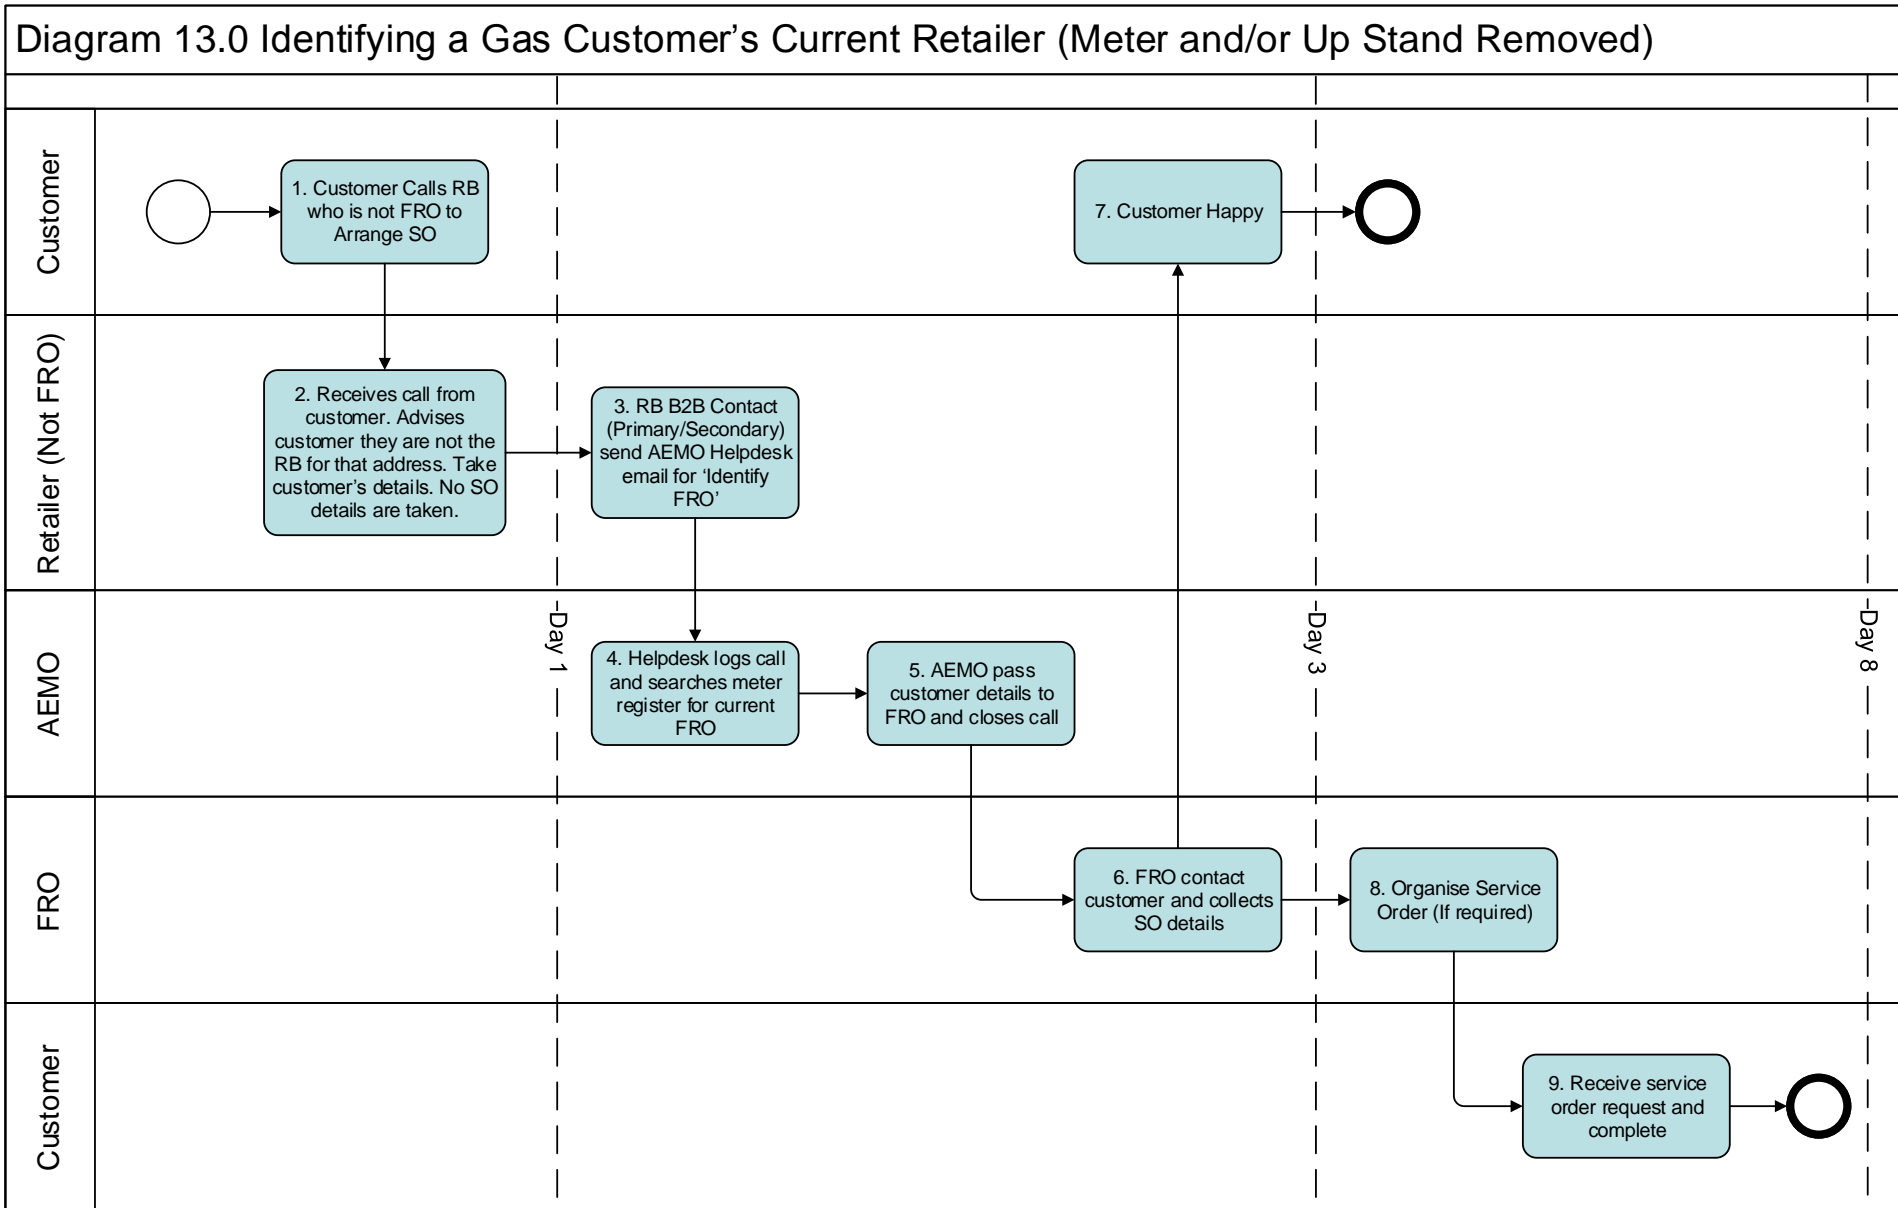 Diagram 13.0 Identifying a Gas Customer's Current Retailer (Meter and/or Up Stand Removed)
Customer
1. Customer Calls RB
who is not FRO to
Arrange SO
7. Customer Happy
Retailer (Not FRO)
2. Receives call from
customer. Advises
customer they are not the
RB for that address. Take
customer's details. No SO
details are taken.
3. RB B2B Contact
(Primary/Secondary)
send AEMO Helpdesk
email for 'Identify
FRO'
AEMO
Day 1
4. Helpdesk logs call
and searches meter
register for current
FRO
5. AEMO pass
customer details to
FRO and closes call
Day 3
Day 8
FRO
6. FRO contact
customer and collects
SO details
8. Organise Service
Order (If required)
Customer
9. Receive service
order request and
complete